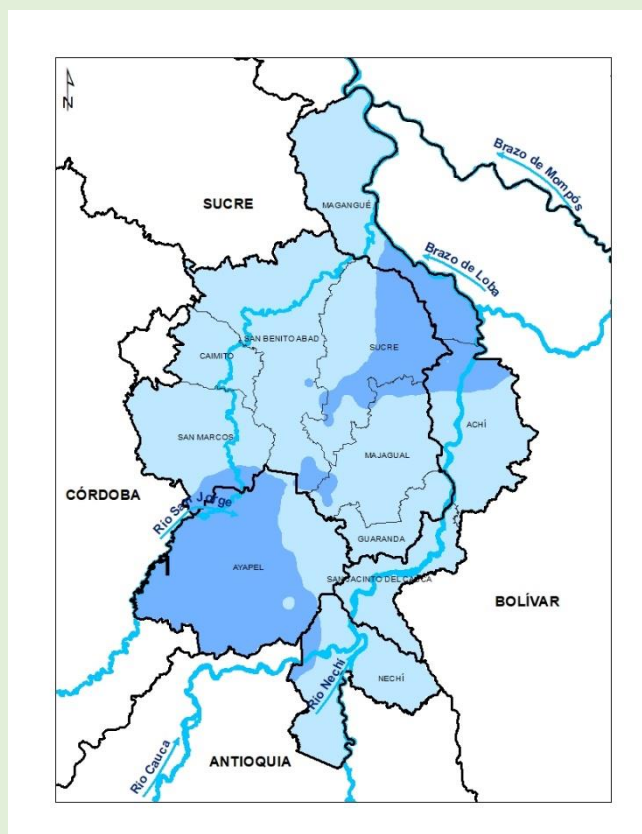 N
Brazo de Mompós
SUCRE
MAGANGUÉ
Brazo de Loba
SAN BENITO ABAD
SUCRE
CAIMITO
ACHÍ
SAN MARCOS
MAJAGUAL
CÓRDOBA
Río San Jorge
GUARANDA
AYAPEL
SAN JACINTO DEL CAUCA
BOLÍVAR
NECHÍ
Río Nechí
Río Cauca
ANTIOQUIA